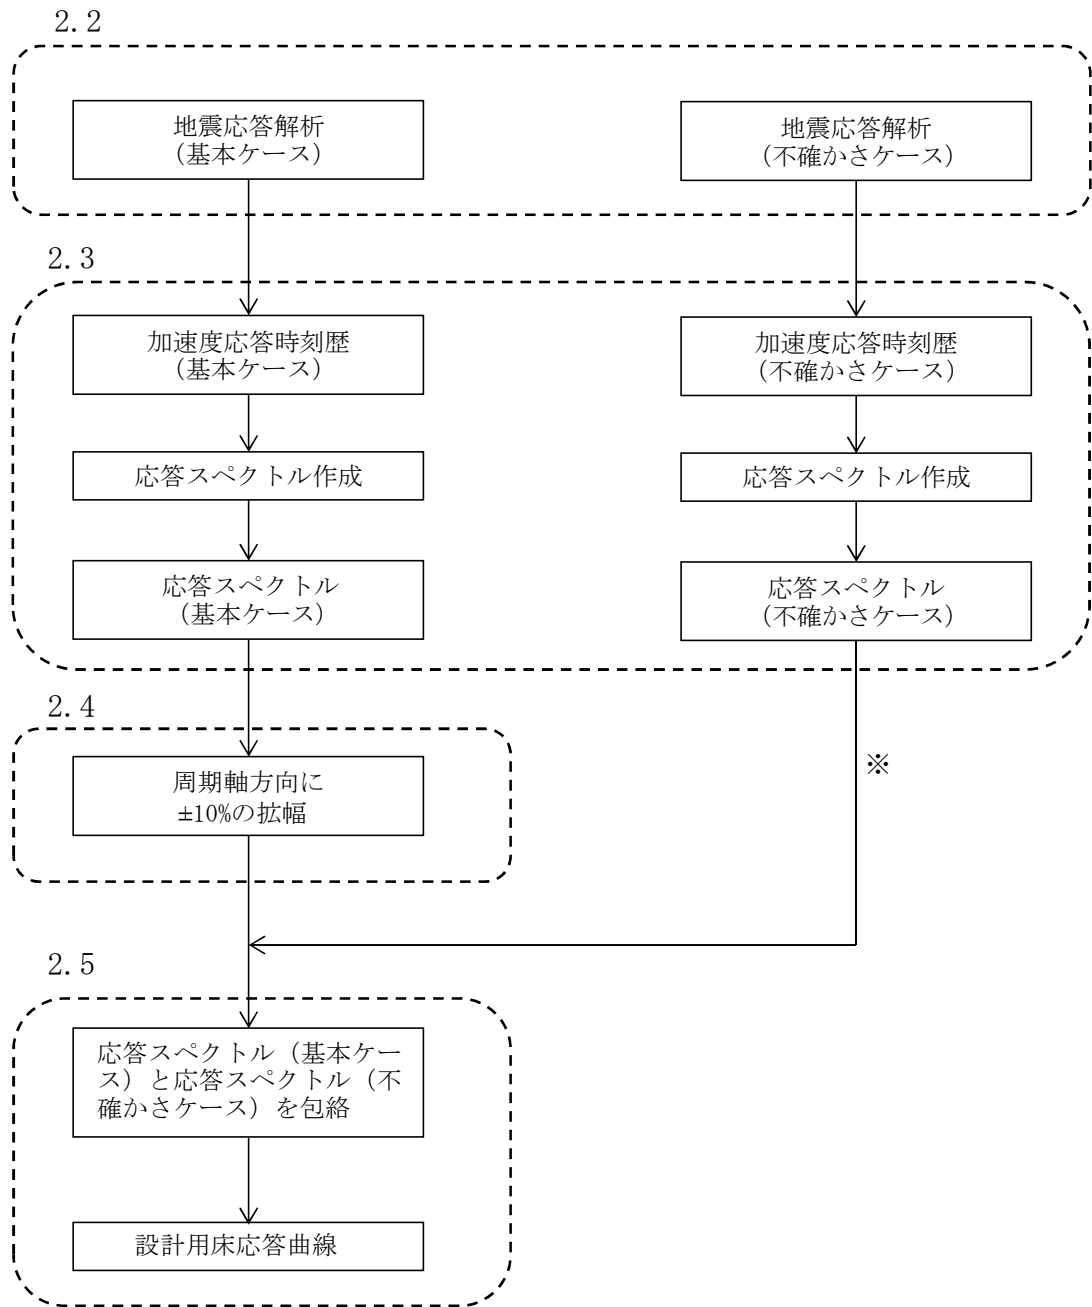 2.2
地震応答解析
(基本ケース)
地震応答解析
(不確かさケース)
2.3
加速度応答時刻歴
(基本ケース)
加速度応答時刻歴
(不確かさケース)
応答スペクトル作成
応答スペクトル作成
応答スペクトル
(基本ケース)
応答スペクトル
(不確かさケース)
2.4
周期軸方向に
±10%の拡幅
※
2.5
応答スペクトル（基本ケー
ス）と応答スペクトル（不
確かさケース）を包絡
設計用床応答曲線